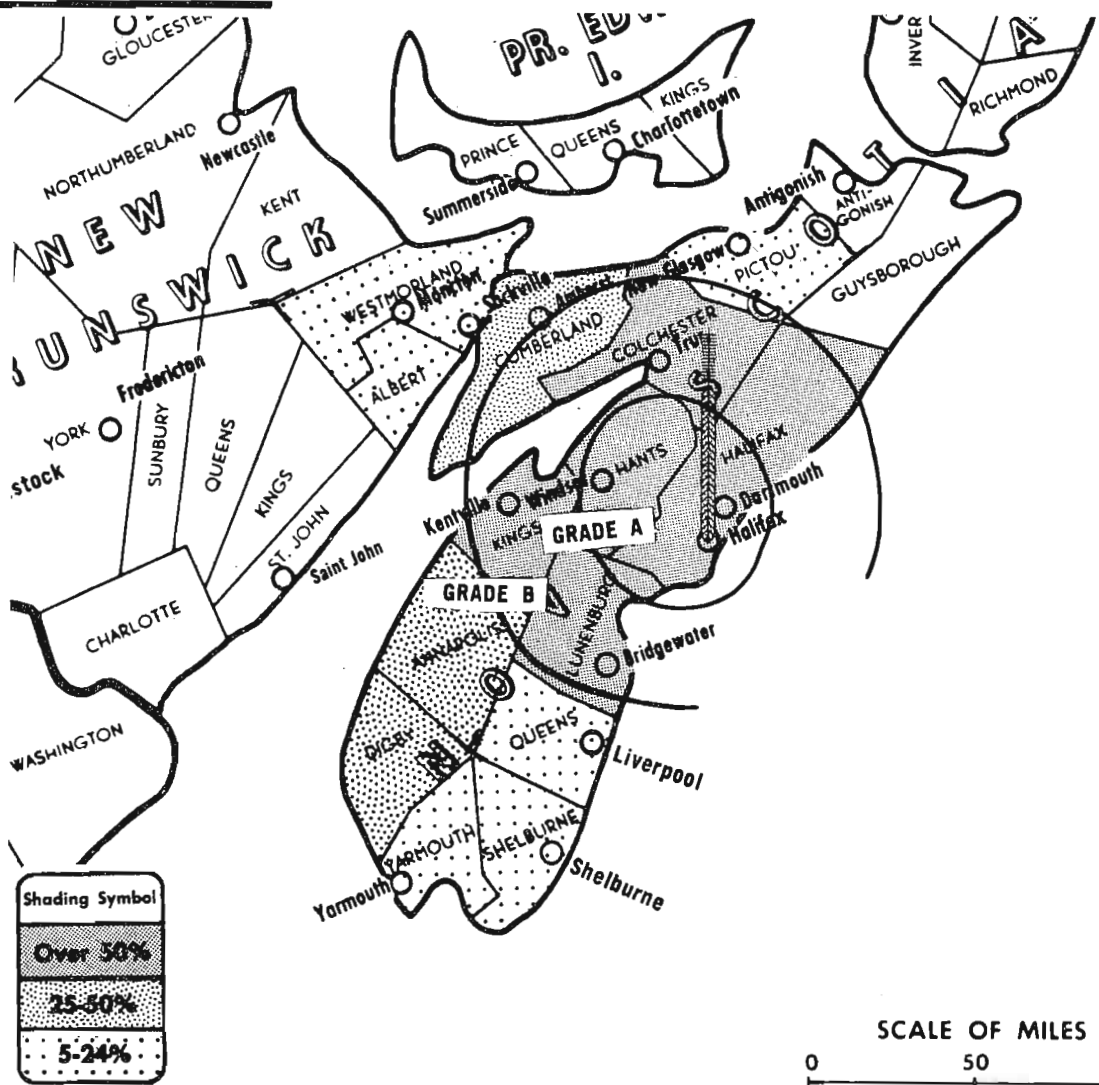 GLOUCESTER
PR. EDW
I.
INVER
A
I
RICHMOND
NORTHUMBERLAND
Newcastle
KENT
NEW
UNSWICK
PRINCE
QUEENS
KINGS
Charlottetown
Summerside
Antigonish
T
ANTI-
GONISH
O
New Glasgow
PICTOU
C
GUYSBOROUGH
WESTMORLAND
Moncton
Sackville
Amherst
CUMBERLAND
COLCHESTER
Truro
ALBERT
Fredericton
YORK
stock
SUNBURY
QUEENS
KINGS
ST. JOHN
Saint John
CHARLOTTE
WASHINGTON
S
HALIFAX
HANTS
Windsor
Kentville
KINGS
Dartmouth
Halifax
GRADE A
GRADE B
A
LUNENBURG
Bridgewater
ANNAPOLIS
O
DIGBY
N
QUEENS
Liverpool
YARMOUTH
SHELBURNE
Shelburne
Yarmouth
Shading Symbol
Over 50%
25-50%
5-24%
SCALE OF MILES
0 50